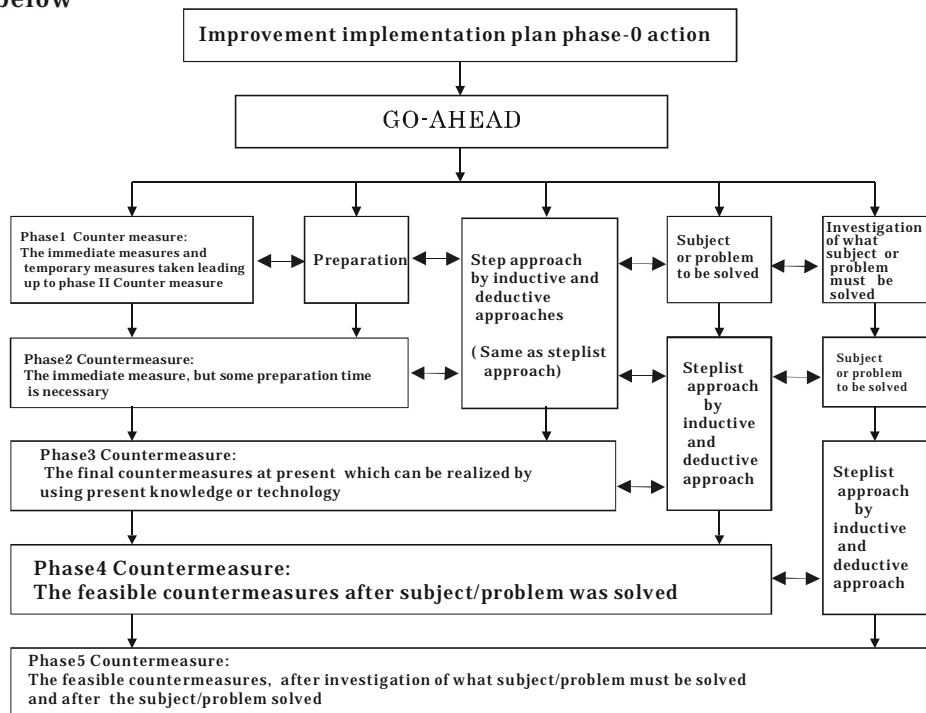 below
Improvement implementation plan phase-0 action
GO-AHEAD
Phase1 Counter measure:
The immediate measures and
temporary measures taken leading
up to phase II Counter measure
Preparation
Step approach
by inductive and
deductive
approaches
( Same as steplist
approach)
Subject
or problem
to be solved
Investigation
of what
subject or
problem
must be
solved
Phase2 Countermeasure:
The immediate measure, but some preparation time
is necessary
Steplist
approach
by
inductive
and
deductive
approach
Subject
or problem
to be solved
Phase3 Countermeasure:
The final countermeasures at present which can be realized by
using present knowledge or technology
Steplist
approach
by
inductive
and
deductive
approach
Phase4 Countermeasure:
The feasible countermeasures after subject/problem was solved
Phase5 Countermeasure:
The feasible countermeasures, after investigation of what subject/problem must be solved
and after the subject/problem solved